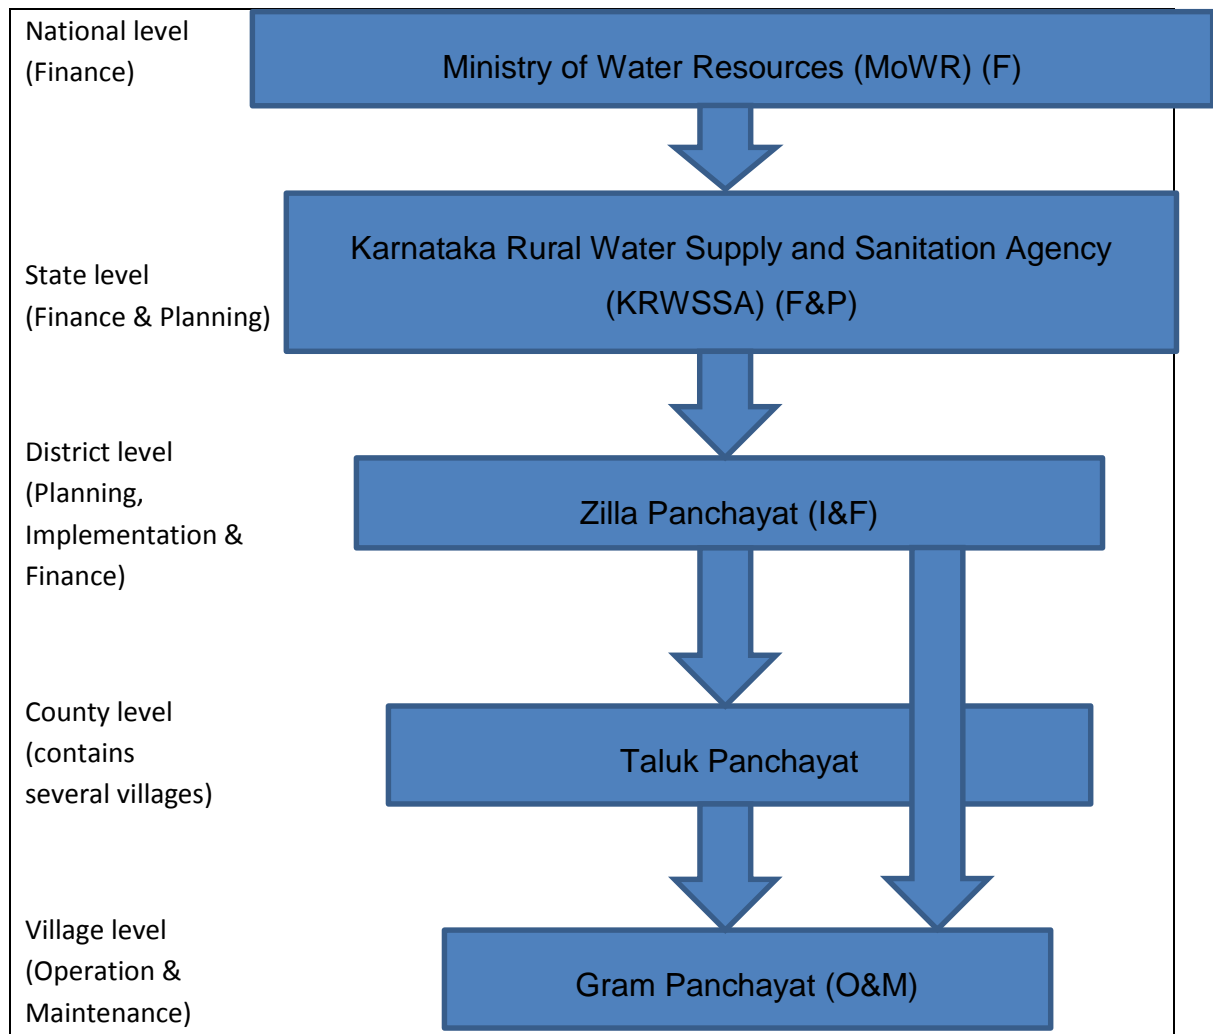 National level
(Finance)
Ministry of Water Resources (MoWR) (F)
Karnataka Rural Water Supply and Sanitation Agency
(KRWSSA) (F&P)
State level
(Finance & Planning)
District level
(Planning,
Implementation &
Finance)
Zilla Panchayat (I&F)
County level
(contains
several villages)
Taluk Panchayat
Village level
(Operation &
Maintenance)
Gram Panchayat (O&M)